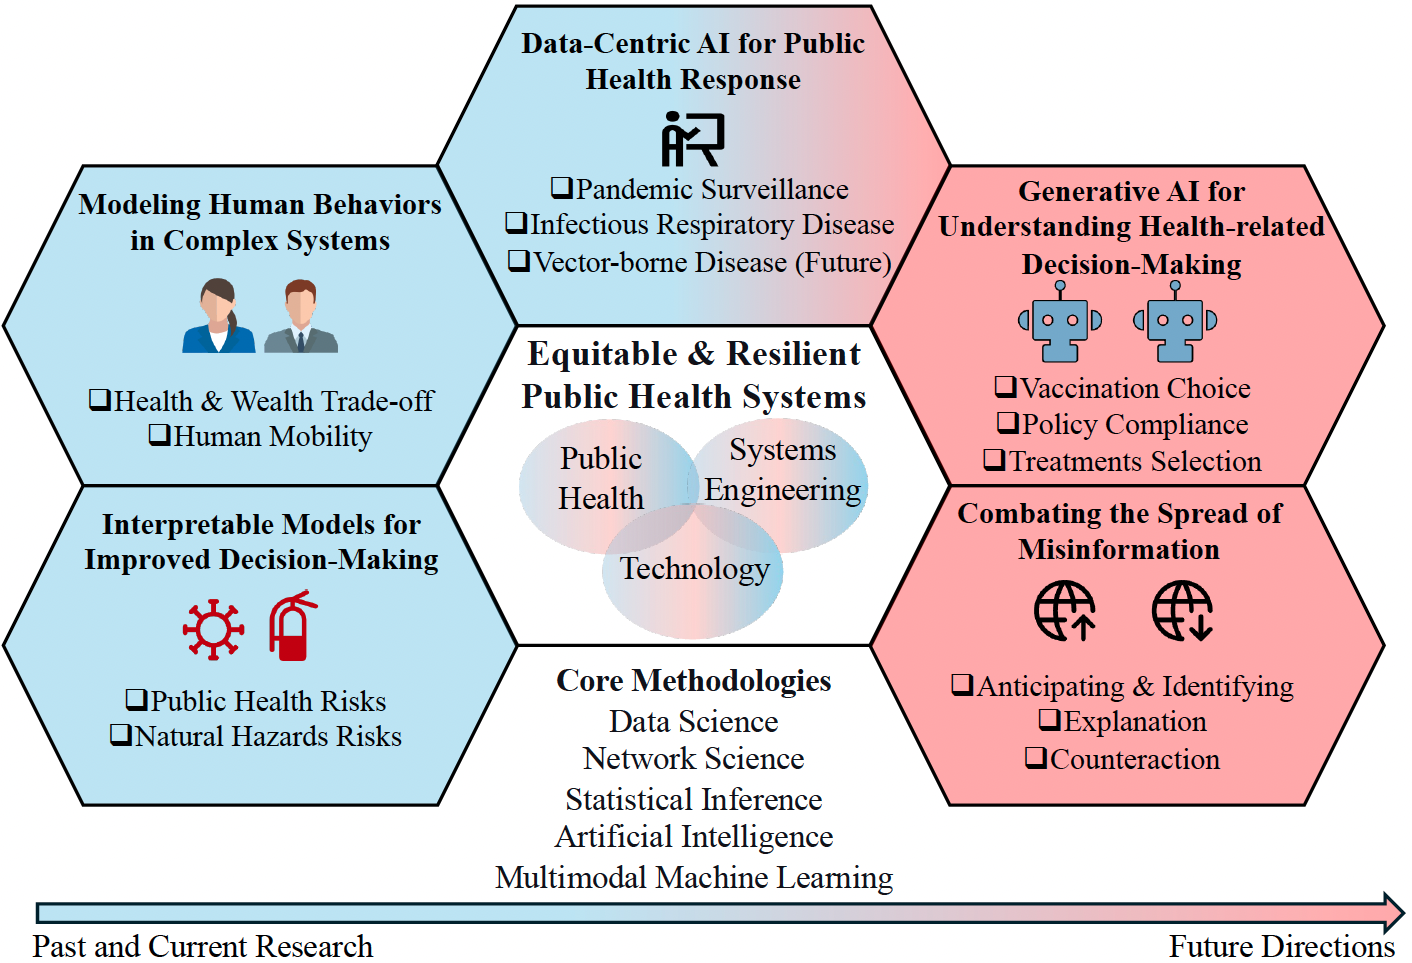 Data-Centric AI for Public
Health Response
Pandemic Surveillance
Infectious Respiratory Disease
Vector-borne Disease (Future)
Modeling Human Behaviors
in Complex Systems
Health & Wealth Trade-off
Human Mobility
Generative AI for
Understanding Health-related
Decision-Making
Vaccination Choice
Policy Compliance
Treatments Selection
Equitable & Resilient
Public Health Systems
Public
Health
Systems
Engineering
Technology
Interpretable Models for
Improved Decision-Making
Public Health Risks
Natural Hazards Risks
Combating the Spread of
Misinformation
Anticipating & Identifying
Explanation
Counteraction
Core Methodologies
Data Science
Network Science
Statistical Inference
Artificial Intelligence
Multimodal Machine Learning
Past and Current Research
Future Directions